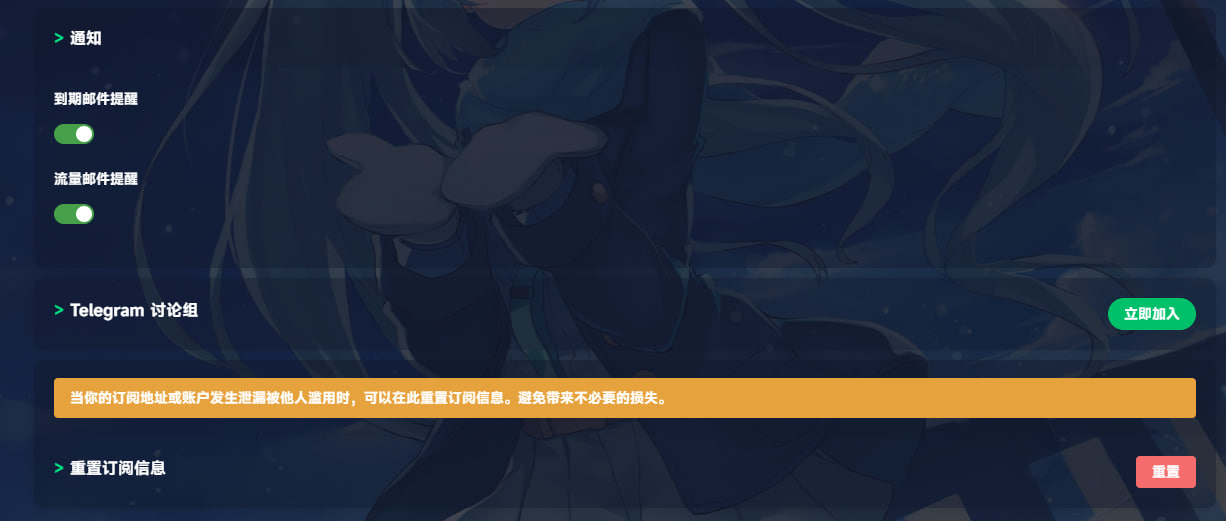 > 通知
到期邮件提醒
流量邮件提醒
> Telegram 讨论组
立即加入
当你的订阅地址或账户发生泄漏被他人滥用时，可以在此重置订阅信息。避免带来不必要的损失。
> 重置订阅信息
重置